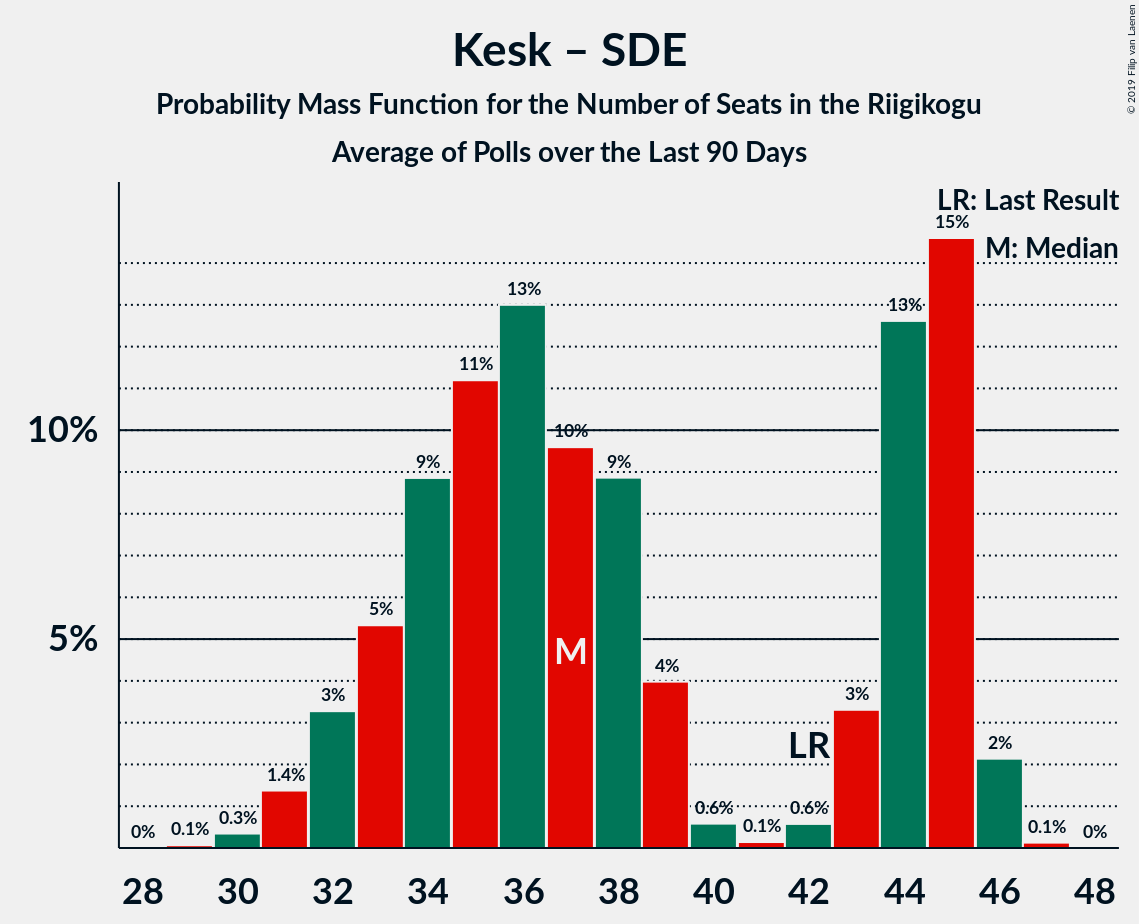 Kesk – SDE
Probability Mass Function for the Number of Seats in the Riigikogu
Average of Polls over the Last 90 Days
© 2019 Filip van Laenen
LR: Last Result
M: Median
10%
5%
0%
0.1%
0.3%
1.4%
3%
5%
9%
11%
13%
10%
9%
4%
0.6%
0.1%
0.6%
3%
13%
15%
2%
0.1%
0%
M
LR
28 30 32 34 36 38 40 42 44 46 48